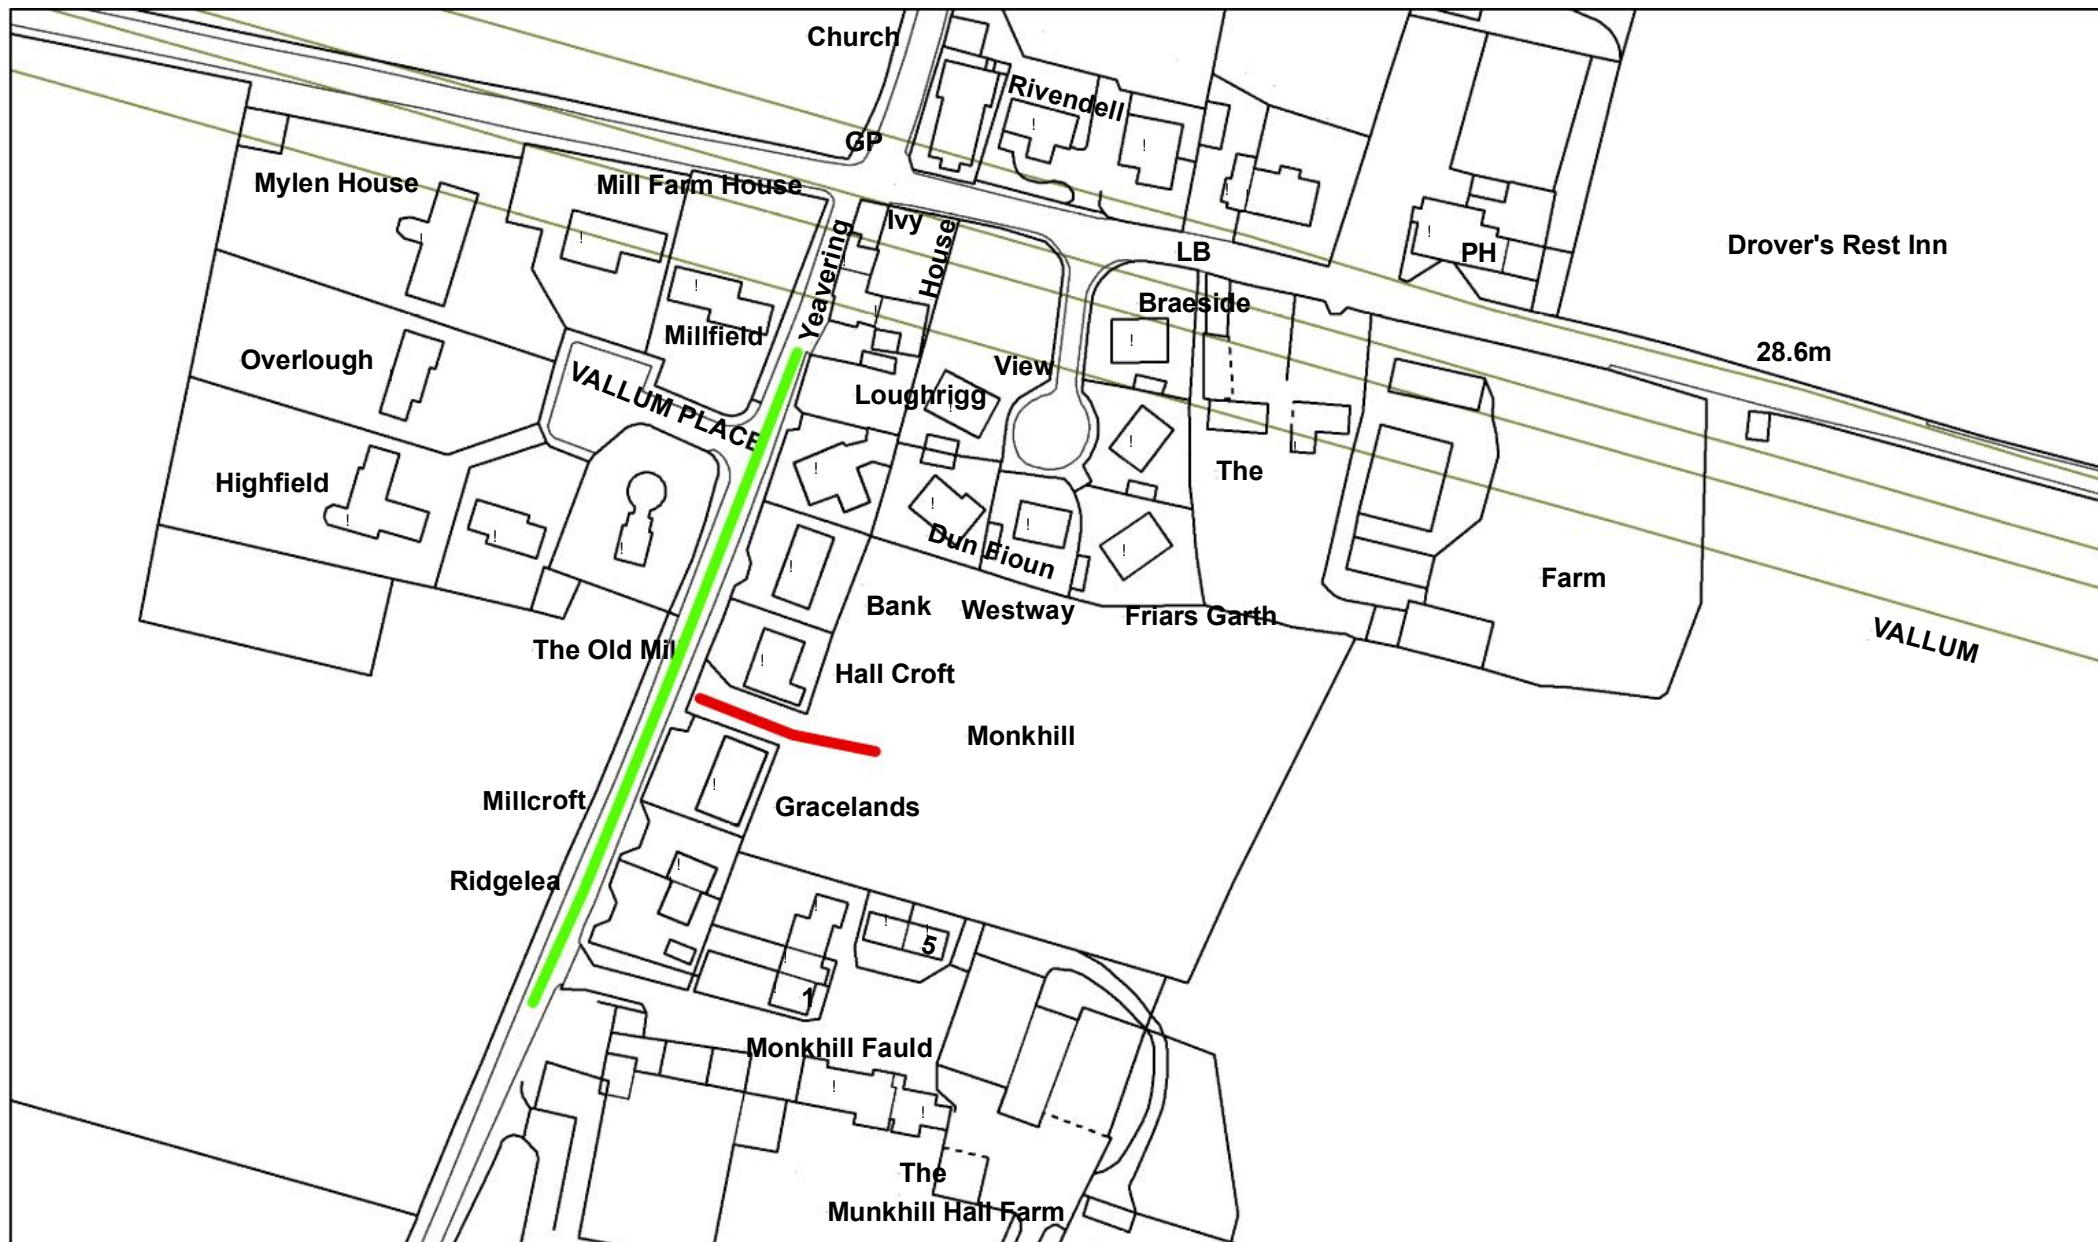 Church
Rivendell
GP
Mylen House
Mill Farm House
Ivy
House
Yeavering
LB
PH
Drover's Rest Inn
Braeside
Millfield
28.6m
Overlough
View
VALLUM PLACE
Loughrigg
The
Highfield
Dun Eioun
Farm
Bank
Westway
Friars Garth
VALLUM
The Old Mil
Hall Croft
Monkhill
Millcroft
Gracelands
Ridgelea
5
1
Monkhill Fauld
The
Munkhill Hall Farm